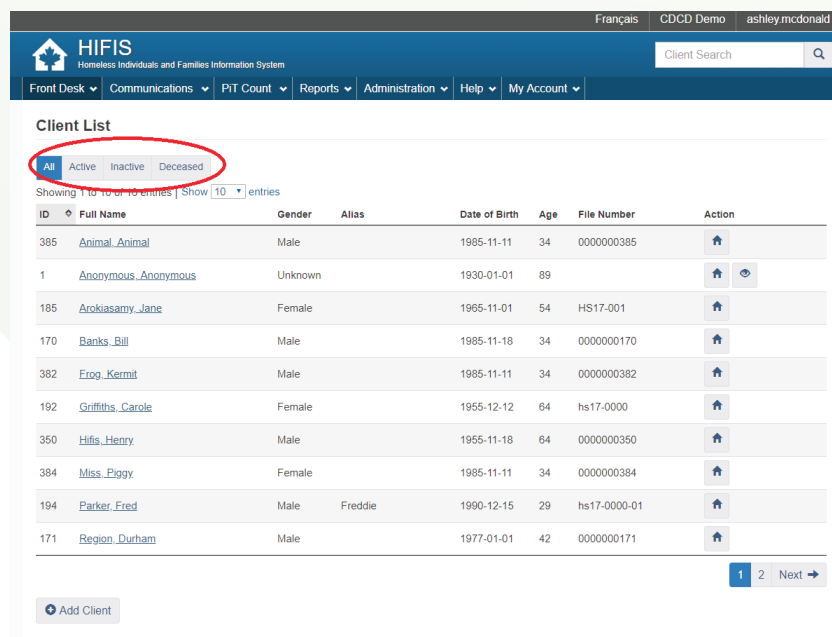 Français CDCD Demo ashley.mcdonald
HIFIS
Homeless Individuals and Families Information System
Client Search
Front Desk Communications PiT Count Reports Administration Help My Account
Client List
All Active Inactive Deceased
Showing 1 to 10 of entries | Show 10 entries
ID Full Name Gender Alias Date of Birth Age File Number Action
385 Animal, Animal Male 1985-11-11 34 0000000385
1 Anonymous, Anonymous Unknown 1930-01-01 89
185 Arokiasamy, Jane Female 1965-11-01 54 HS17-001
170 Banks, Bill Male 1985-11-18 34 0000000170
382 Frog, Kermit Male 1985-11-11 34 0000000382
192 Griffiths, Carole Female 1955-12-12 64 hs17-0000
350 Hifis, Henry Male 1955-11-18 64 0000000350
384 Miss, Piggy Female 1985-11-11 34 0000000384
194 Parker, Fred Male Freddie 1990-12-15 29 hs17-0000-01
171 Region, Durham Male 1977-01-01 42 0000000171
1 2 Next
Add Client